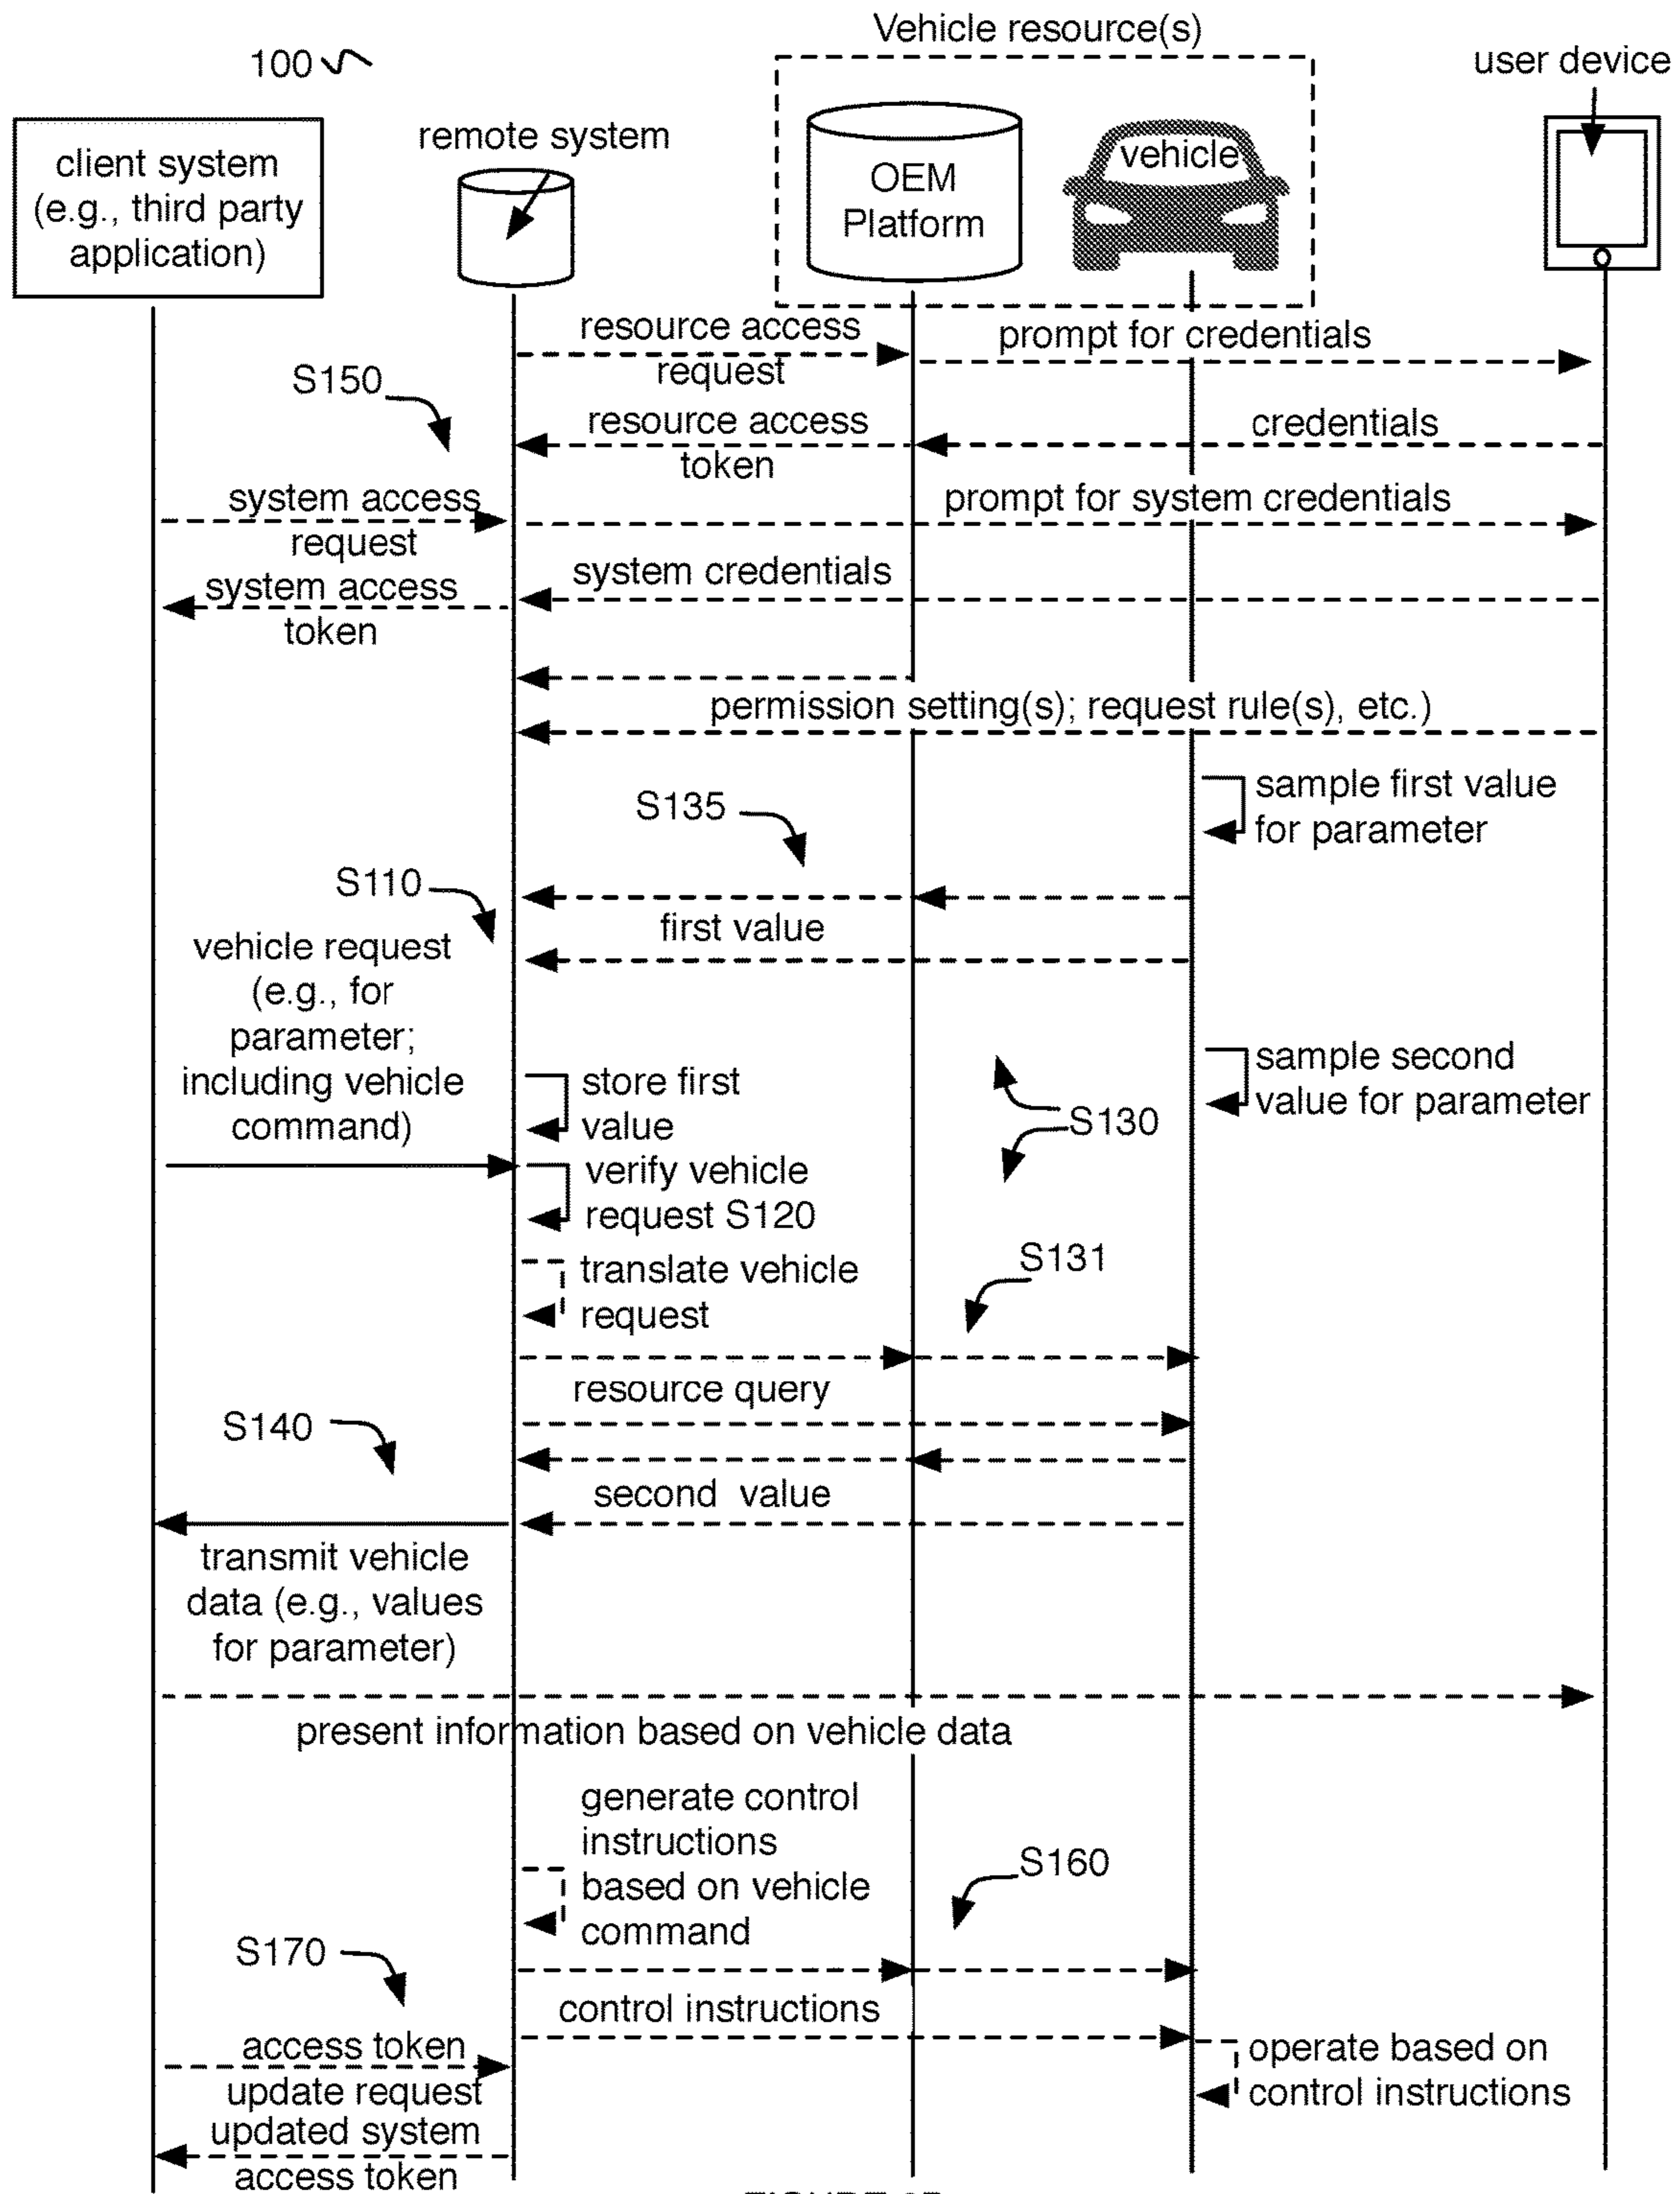 Vehicle resource(s)
100
user device
client system
(e.g., third party
application)
remote system
OEM
Platform
vehicle
resource access
request
prompt for credentials
S150
resource access
token
credentials
system access
request
prompt for system credentials
system credentials
system access
token
permission setting(s); request rule(s), etc.)
sample first value
for parameter
S135
S110
first value
vehicle request
(e.g., for
parameter;
including vehicle
command)
store first
value
sample second
value for parameter
S130
verify vehicle
request S120
translate vehicle
request
S131
resource query
S140
second value
transmit vehicle
data (e.g., values
for parameter)
present information based on vehicle data
generate control
instructions
based on vehicle
command
S160
S170
control instructions
access token
update request
operate based on
control instructions
updated system
access token